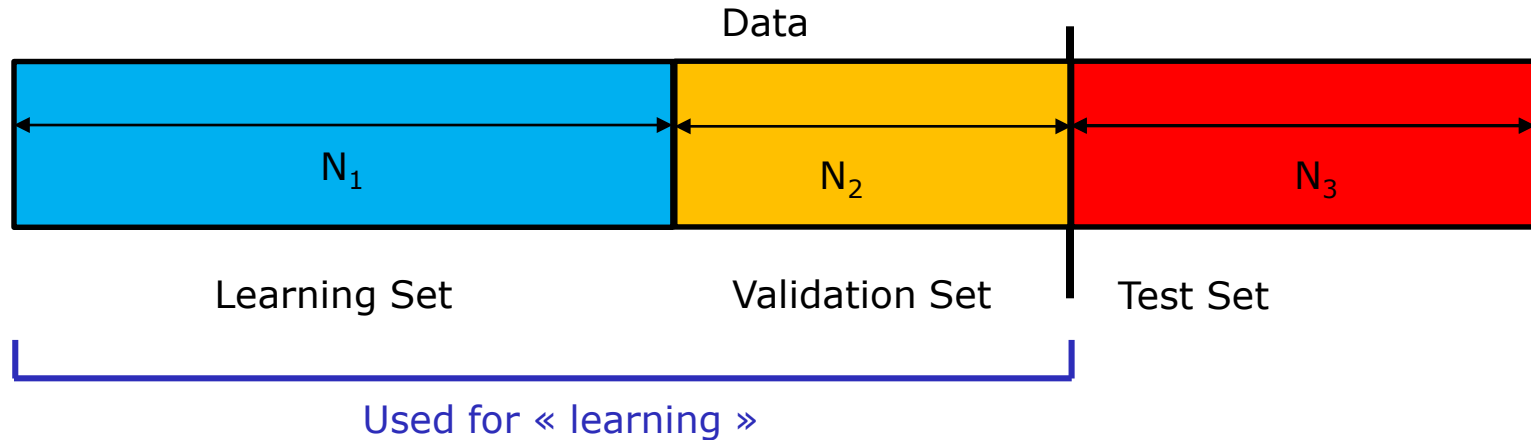 Data
N₁ N₂ N₃
Learning Set Validation Set Test Set
Used for « learning »